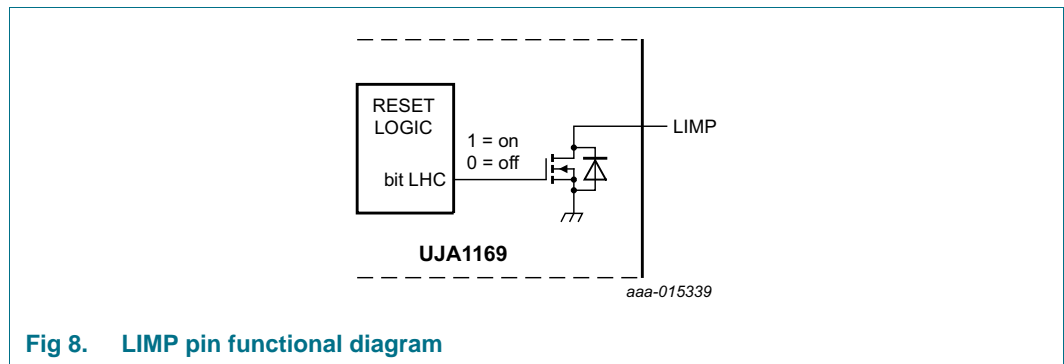 RESET
LOGIC
1 = on
0 = off
bit LHC
LIMP
UJA1169
aaa-015339
Fig 8. LIMP pin functional diagram